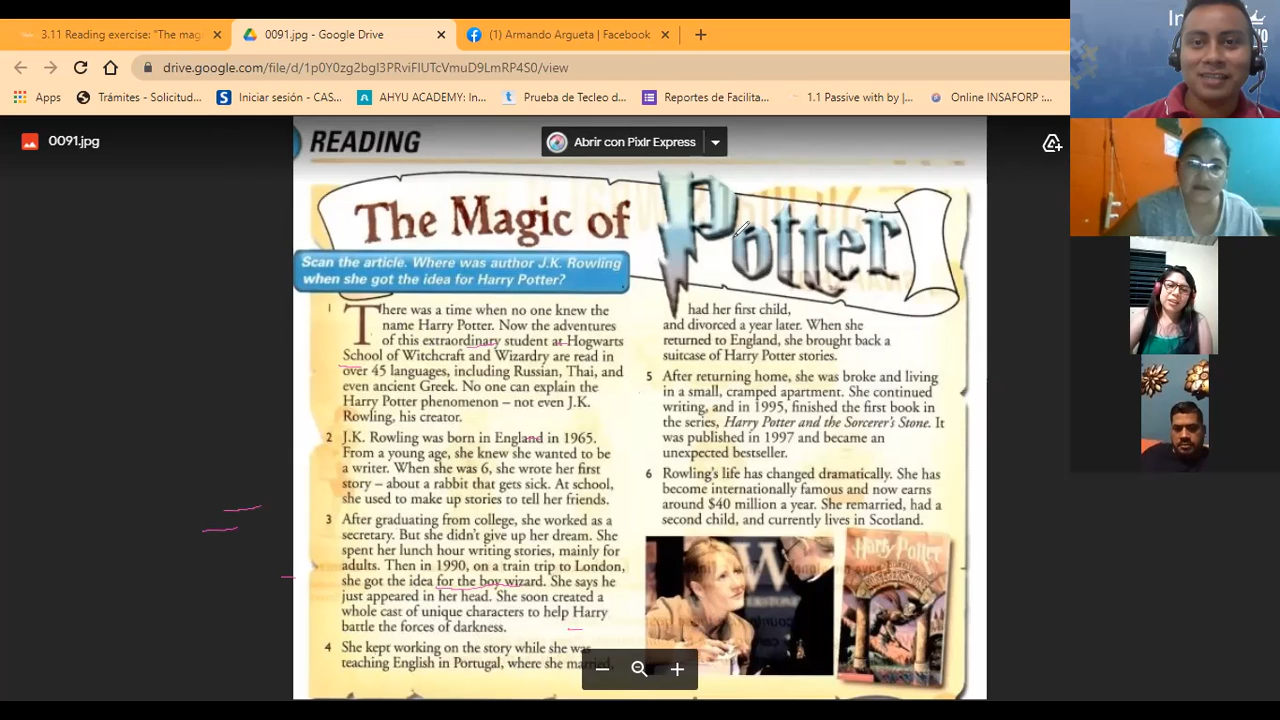 3.11 Reading exercise: "The mag
0091.jpg - Google Drive
(1) Armando Argueta | Facebook
drive.google.com/file/d/1p0Y0zg2bgI3PRviFIUTcVmuD9LmRP4S0/view
Apps
Trámites - Solicitud...
Iniciar sesión - CAS...
AHYU ACADEMY: In...
Prueba de Tecleo d...
Reportes de Facilita...
1.1 Passive with by |...
Online INSAFORP |...
0091.jpg
Abrir con Pixlr Express
READING
The Magic of Potter
Scan the article. Where was author J.K. Rowling
when she got the idea for Harry Potter?
1 There was a time when no one knew the
name Harry Potter. Now the adventures
of this extraordinary student at Hogwarts
School of Witchcraft and Wizardry are read in
over 45 languages, including Russian, Thai, and
even ancient Greek. No one can explain the
Harry Potter phenomenon – not even J.K.
Rowling, his creator.
2 J.K. Rowling was born in England in 1965.
From a young age, she knew she wanted to be
a writer. When she was 6, she wrote her first
story – about a rabbit that gets sick. At school,
she used to make up stories to tell her friends.
3 After graduating from college, she worked as a
secretary. But she didn't give up her dream. She
spent her lunch hour writing stories, mainly for
adults. Then in 1990, on a train trip to London,
she got the idea for the boy wizard. She says he
just appeared in her head. She soon created a
whole cast of unique characters to help Harry
battle the forces of darkness.
4 She kept working on the story while she was
teaching English in Portugal, where she married,
had her first child,
and divorced a year later. When she
returned to England, she brought back a
suitcase of Harry Potter stories.
5 After returning home, she was broke and living
in a small, cramped apartment. She continued
writing, and in 1995, finished the first book in
the series, Harry Potter and the Sorcerer's Stone. It
was published in 1997 and became an
unexpected bestseller.
6 Rowling's life has changed dramatically. She has
become internationally famous and now earns
around $40 million a year. She remarried, had a
second child, and currently lives in Scotland.
Harry Potter